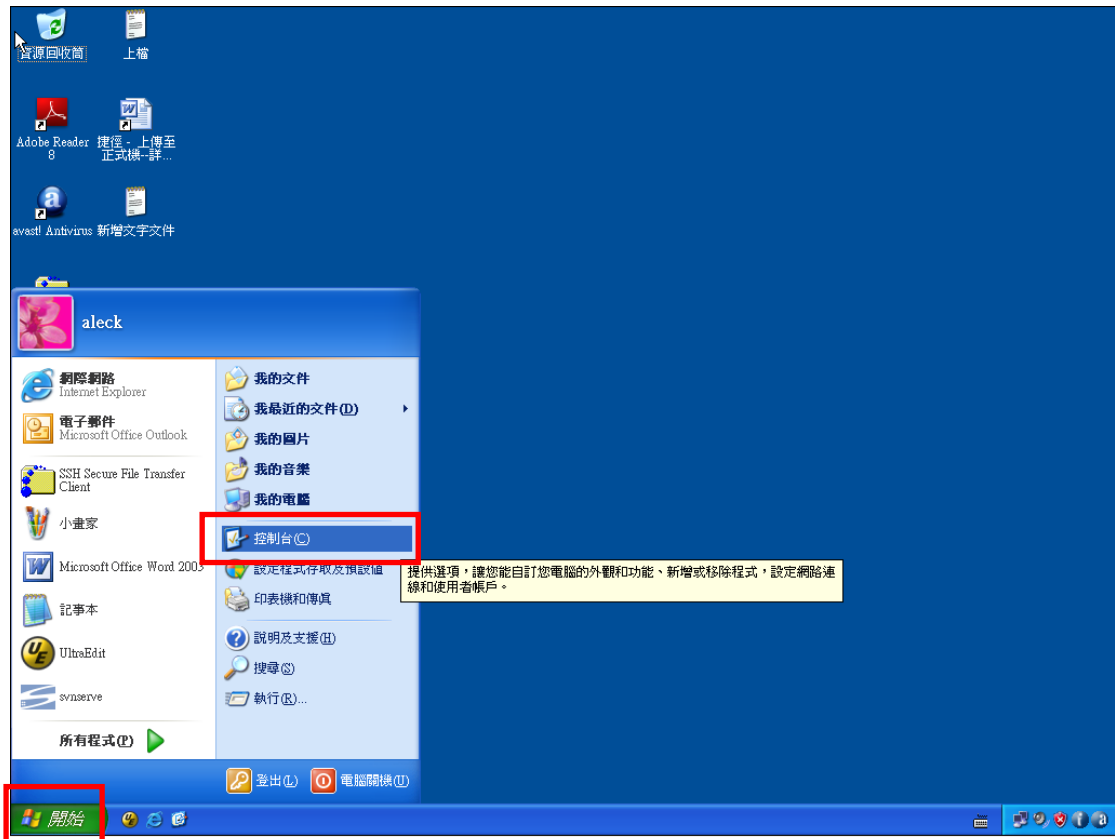 資源回收筒
上檔
Adobe Reader 8
捷徑 - 上傳至正式機--詳...
avast! Antivirus
新增文字文件
aleck
網際網路
Internet Explorer
電子郵件
Microsoft Office Outlook
SSH Secure File Transfer
Client
小畫家
Microsoft Office Word 2003
記事本
UltraEdit
svnserve
所有程式(P)
我的文件
我最近的文件(D)
我的圖片
我的音樂
我的電腦
控制台(C)
設定程式存取及預設值
印表機和傳真
說明及支援(H)
搜尋(S)
執行(R)...
提供選項，讓您能自訂您電腦的外觀和功能、新增或移除程式，設定網路連
線和使用者帳戶。
登出(L)
電腦關機(U)
開始